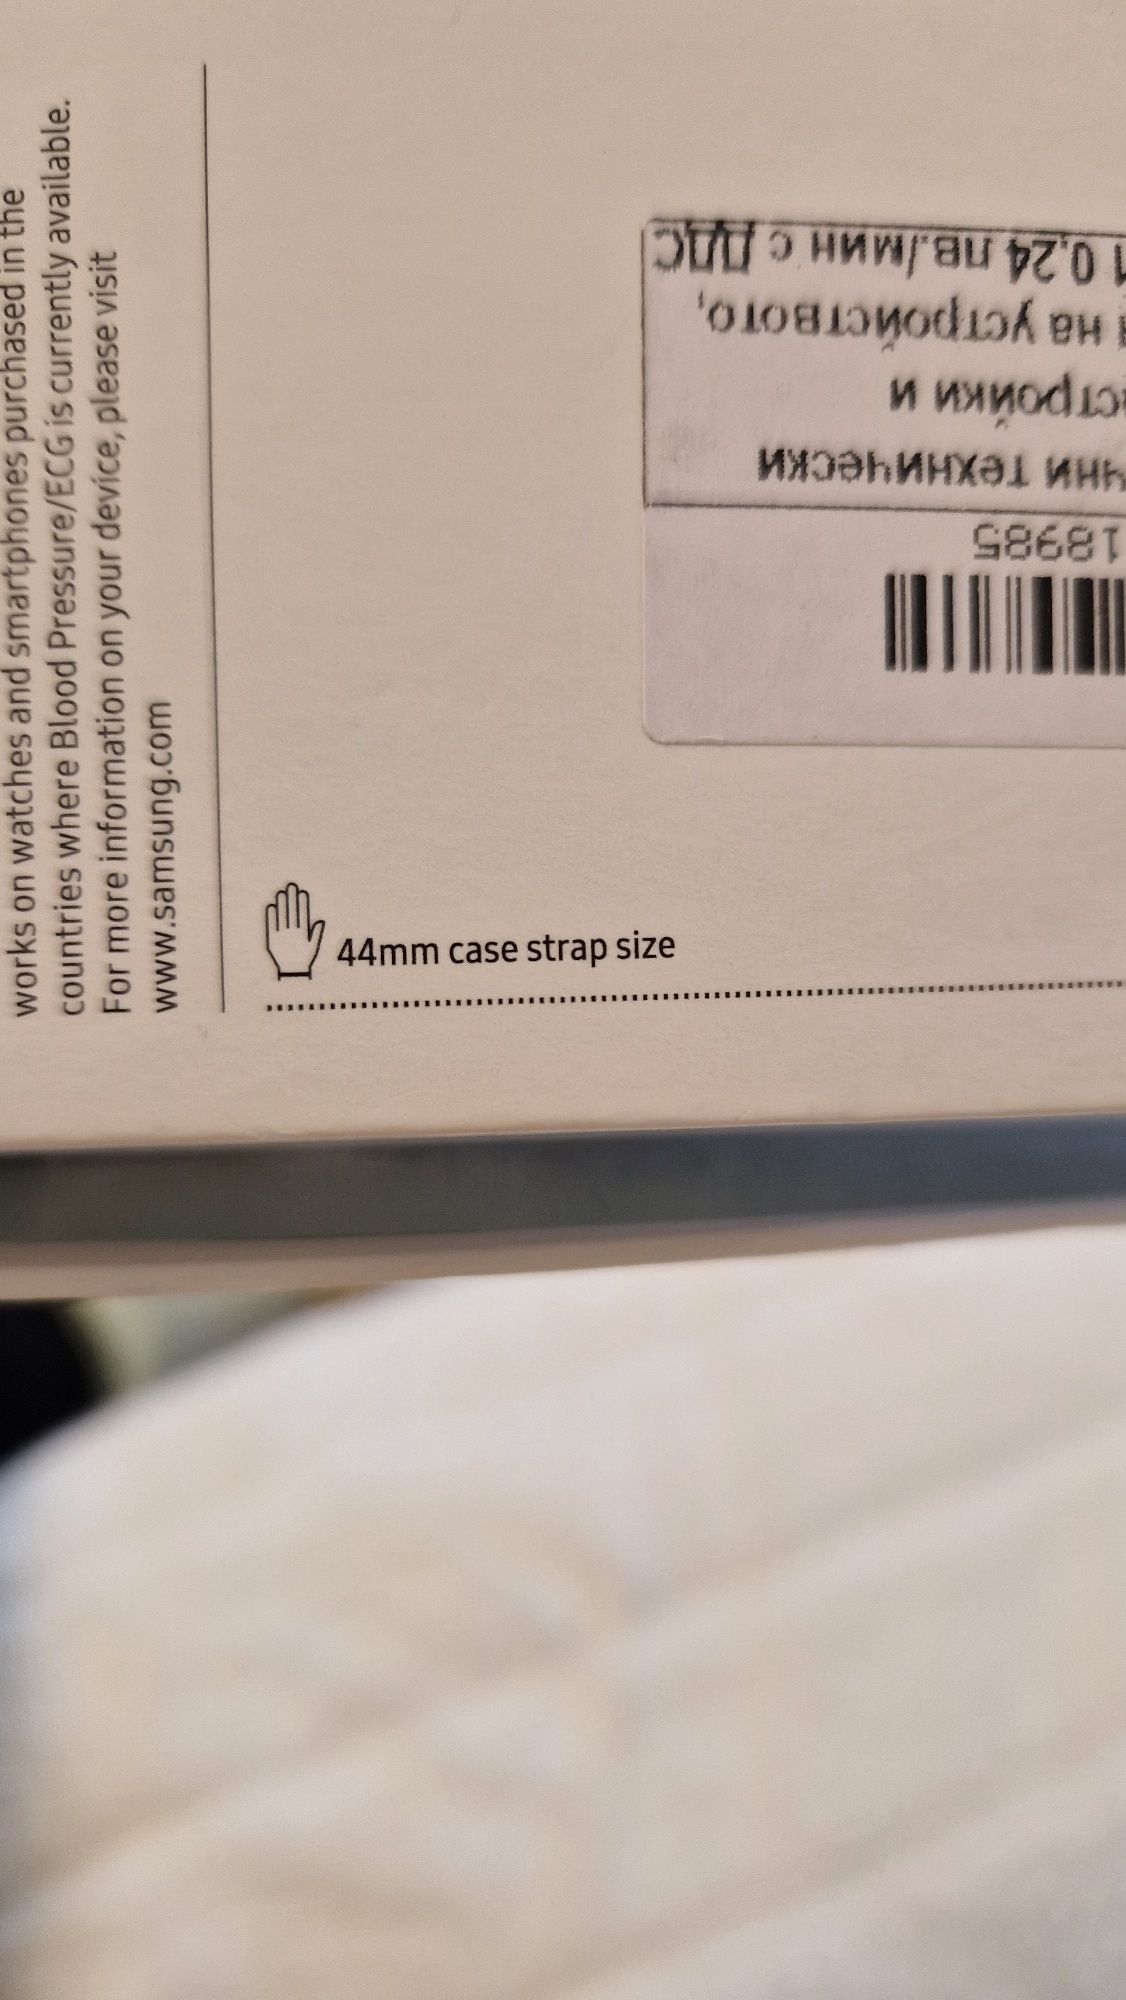 works on watches and smartphones purchased in the
countries where Blood Pressure/ECG is currently available.
For more information on your device, please visit
www.samsung.com
44mm case strap size
18985
технически
стройки и
на устройството,
0,24 лв./мин с ДДС